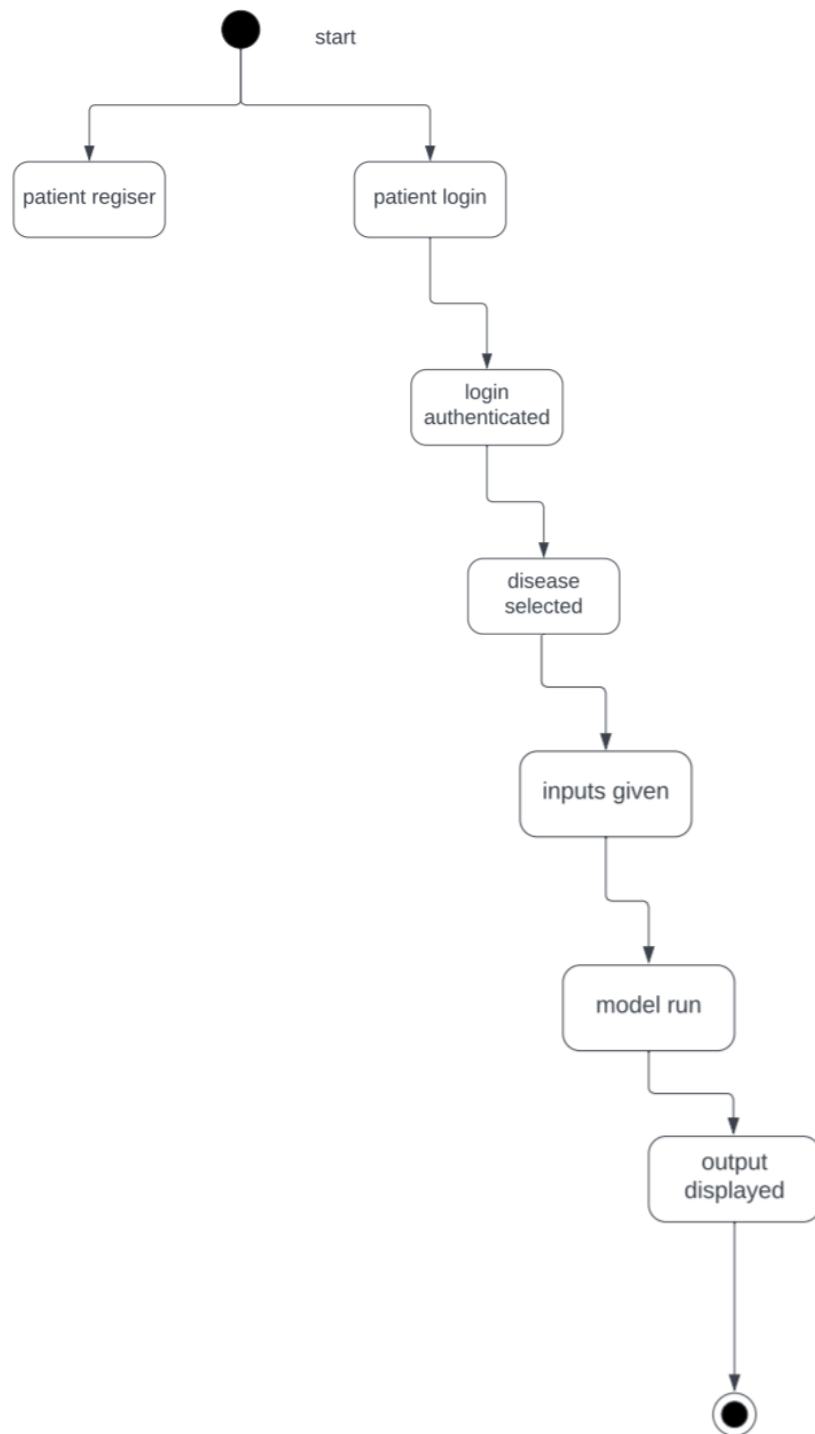 start
patient regiser
patient login
login
authenticated
disease
selected
inputs given
model run
output
displayed